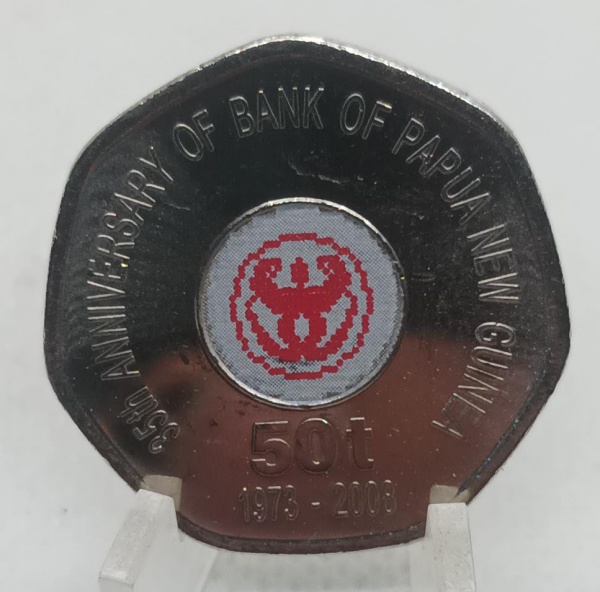 35th ANNIVERSARY OF BANK OF PAPUA NEW GUINEA
50t
1973 - 2008